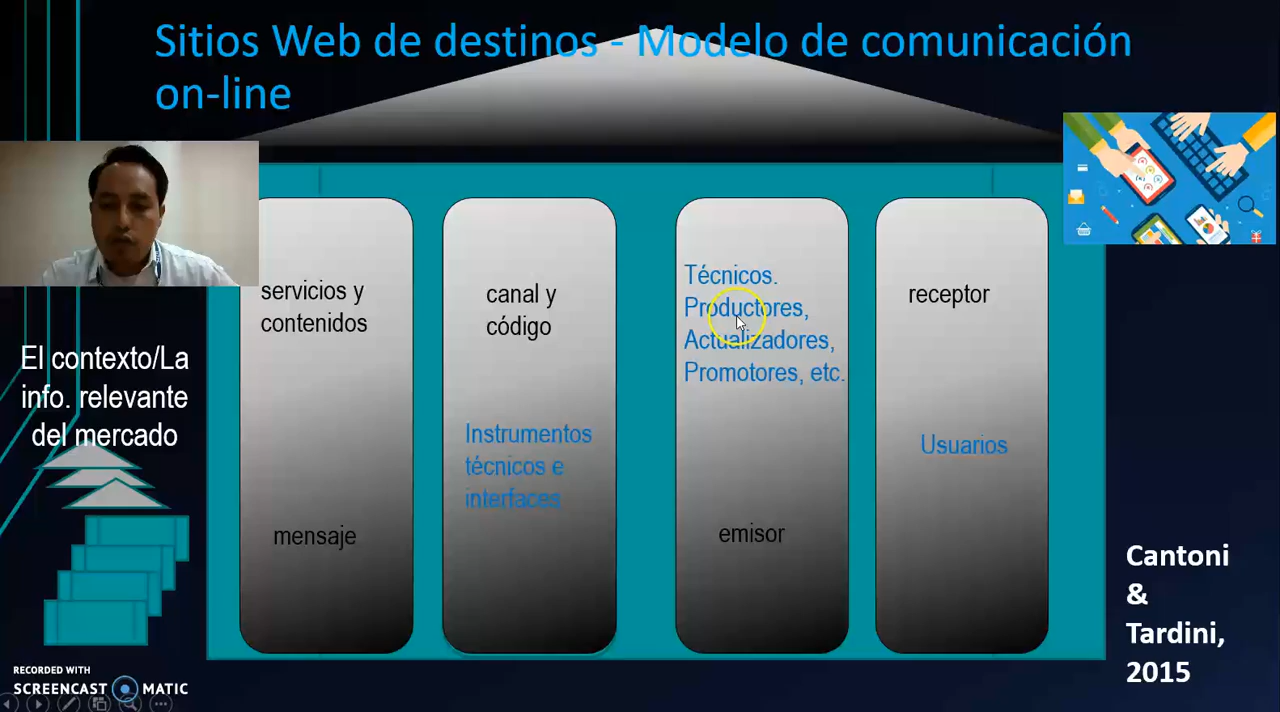 Sitios Web de destinos - Modelo de comunicación
on-line
servicios y
contenidos
mensaje
canal y
código
Instrumentos
técnicos e
interfaces
Técnicos.
Productores,
Actualizadores,
Promotores, etc.
emisor
receptor
Usuarios
El contexto/La
info. relevante
del mercado
Cantoni
&
Tardini,
2015
RECORDED WITH
SCREENCAST MATIC